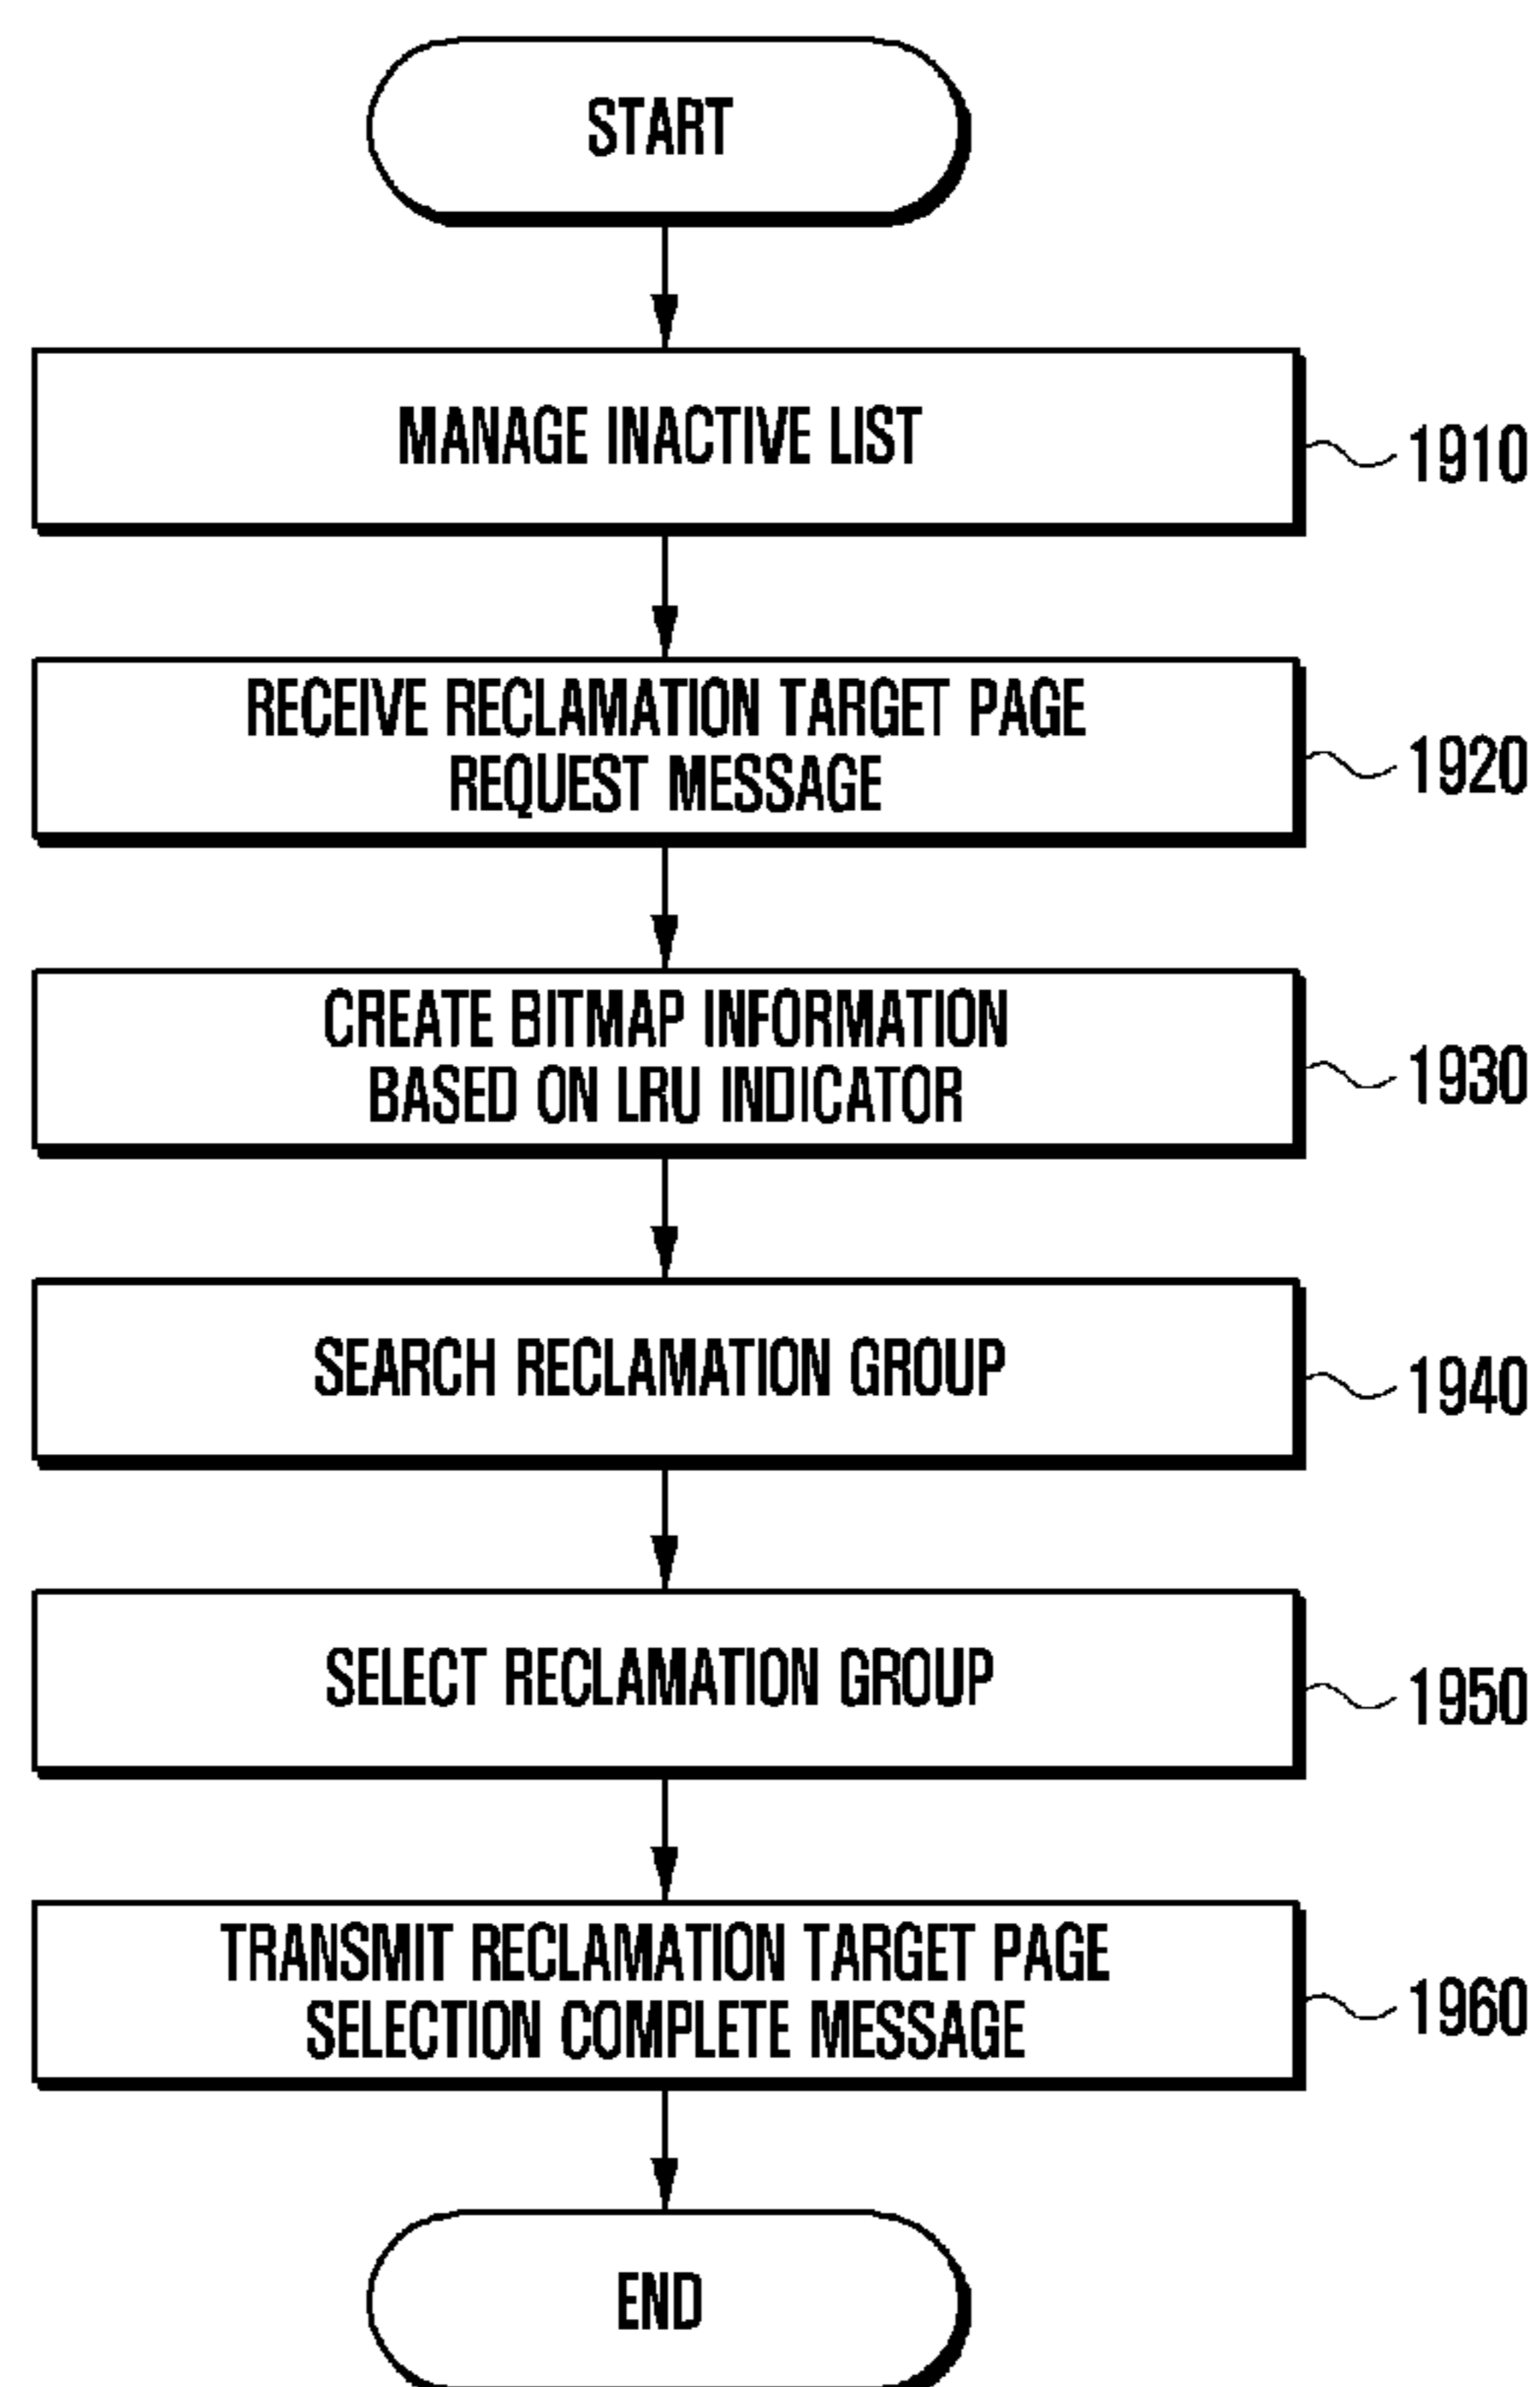 START
MANAGE INACTIVE LIST
1910
RECEIVE RECLAMATION TARGET PAGE
REQUEST MESSAGE
1920
CREATE BITMAP INFORMATION
BASED ON LRU INDICATOR
1930
SEARCH RECLAMATION GROUP
1940
SELECT RECLAMATION GROUP
1950
TRANSMIT RECLAMATION TARGET PAGE
SELECTION COMPLETE MESSAGE
1960
END